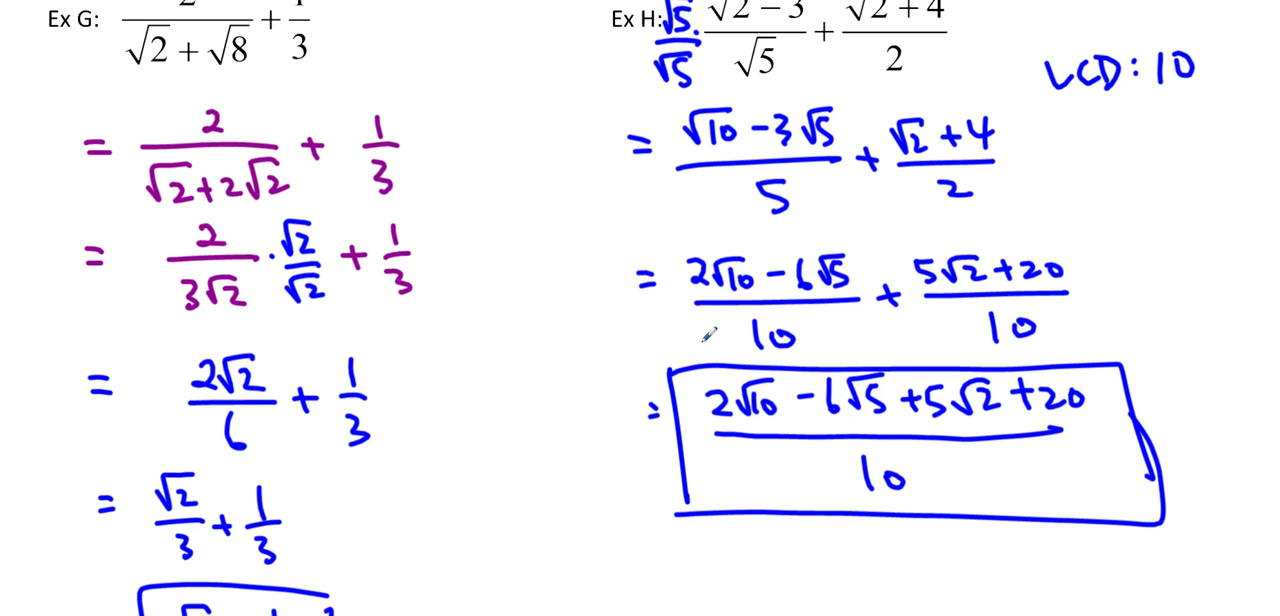 Ex G: 2/(√2 + √8) + 1/3
= 2/(√2+2√2) + 1/3
= 2/(3√2) · √2/√2 + 1/3
= 2√2/6 + 1/3
= √2/3 + 1/3
Ex H: √5/√5 · (√2 − 3)/√5 + (√2 + 4)/2
LCD: 10
= (√10 − 3√5)/5 + (√2 + 4)/2
= (2√10 − 6√5)/10 + (5√2 + 20)/10
= (2√10 − 6√5 + 5√2 + 20)/10